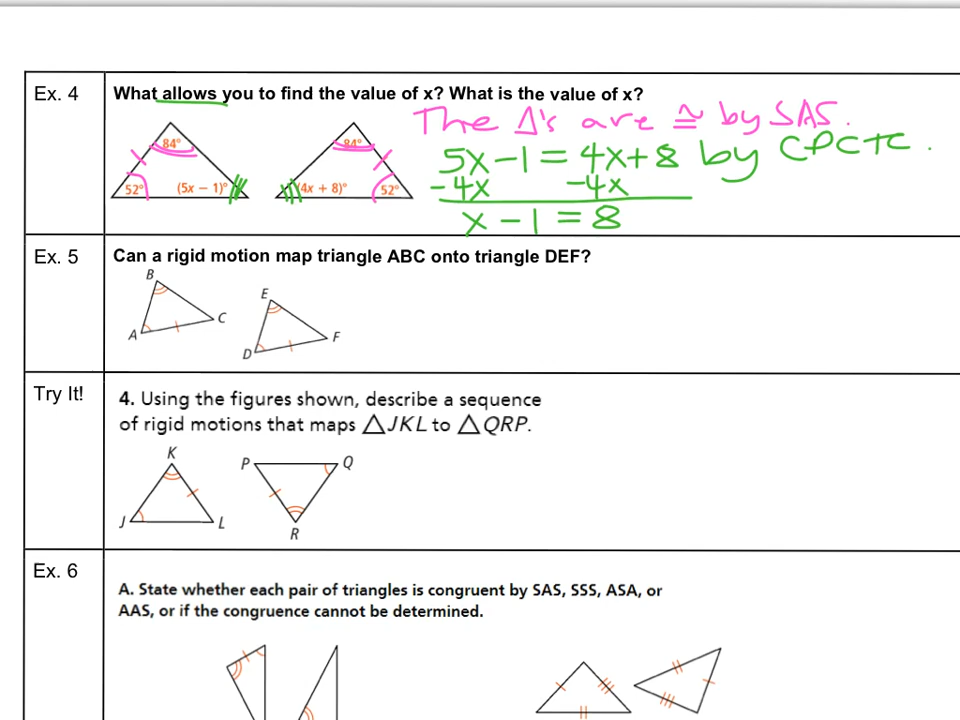 Ex. 4
What allows you to find the value of x? What is the value of x?
The Δ's are ≅ by SAS.
84°
84°
5x - 1 = 4x + 8 by CPCTC.
52°
(5x − 1)°
(4x + 8)°
52°
-4x -4x
x - 1 = 8
Ex. 5
Can a rigid motion map triangle ABC onto triangle DEF?
B
E
C
A
F
D
Try It!
4. Using the figures shown, describe a sequence
of rigid motions that maps △JKL to △QRP.
K
P
Q
J
L
R
Ex. 6
A. State whether each pair of triangles is congruent by SAS, SSS, ASA, or
AAS, or if the congruence cannot be determined.